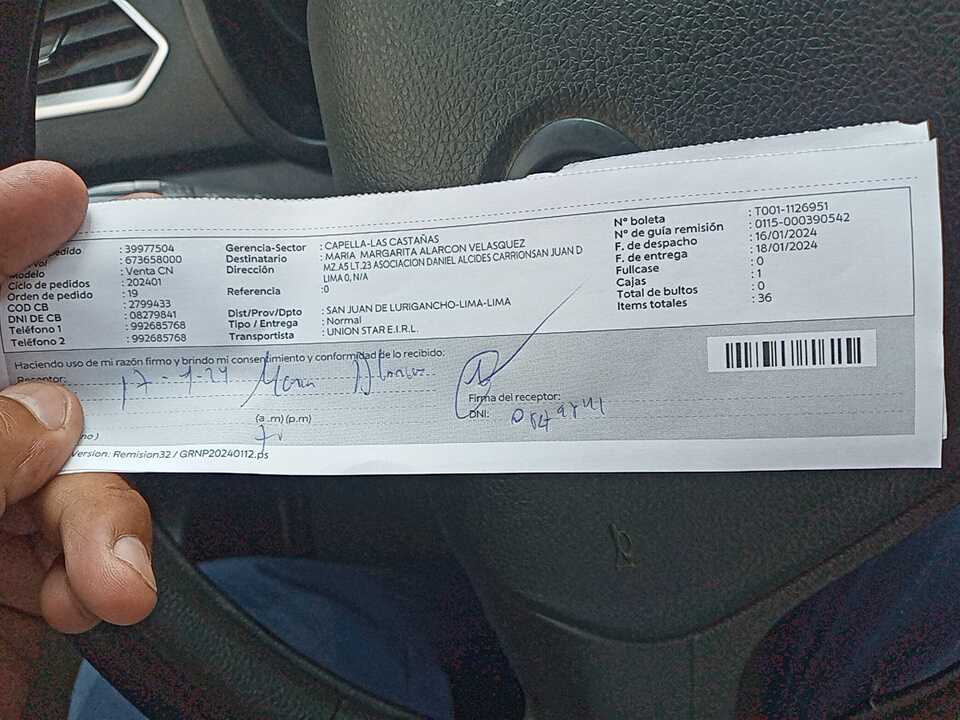 edido : 39977504
: 673658000
Modelo : Venta CN
Ciclo de pedidos : 202401
Orden de pedido : 19
COD CB : 2799433
DNI DE CB : 08279841
Teléfono 1 : 992685768
Teléfono 2 : 992685768
Gerencia-Sector : CAPELLA-LAS CASTAÑAS
Destinatario : MARIA MARGARITA ALARCON VELASQUEZ
Dirección : MZ.A5 LT.23 ASOCIACION DANIEL ALCIDES CARRIONSAN JUAN D
LIMA 0, N/A
Referencia :0
Dist/Prov/Dpto : SAN JUAN DE LURIGANCHO-LIMA-LIMA
Tipo / Entrega : Normal
Transportista : UNION STAR E.I.R.L.
N° boleta : T001-1126951
N° de guía remisión : 0115-000390542
F. de despacho : 16/01/2024
F. de entrega : 18/01/2024
Fullcase : 0
Cajas : 1
Total de bultos : 0
Items totales : 36
Haciendo uso de mi razón firmo y brindo mi consentimiento y conformidad de lo recibido:
Receptor: 17-1-24
Firma del receptor:
(a .m) (p.m)
DNI:
no )
Version: Remision32 / GRNP20240112.ps